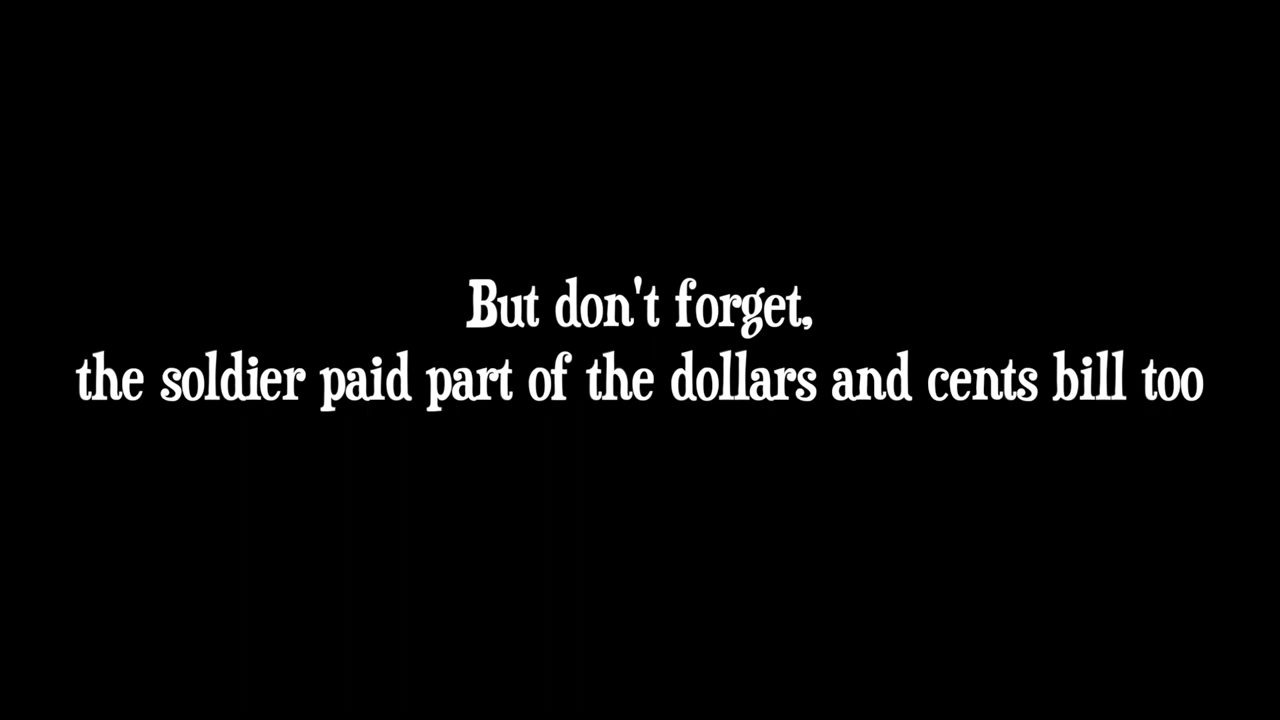 But don't forget,
the soldier paid part of the dollars and cents bill too